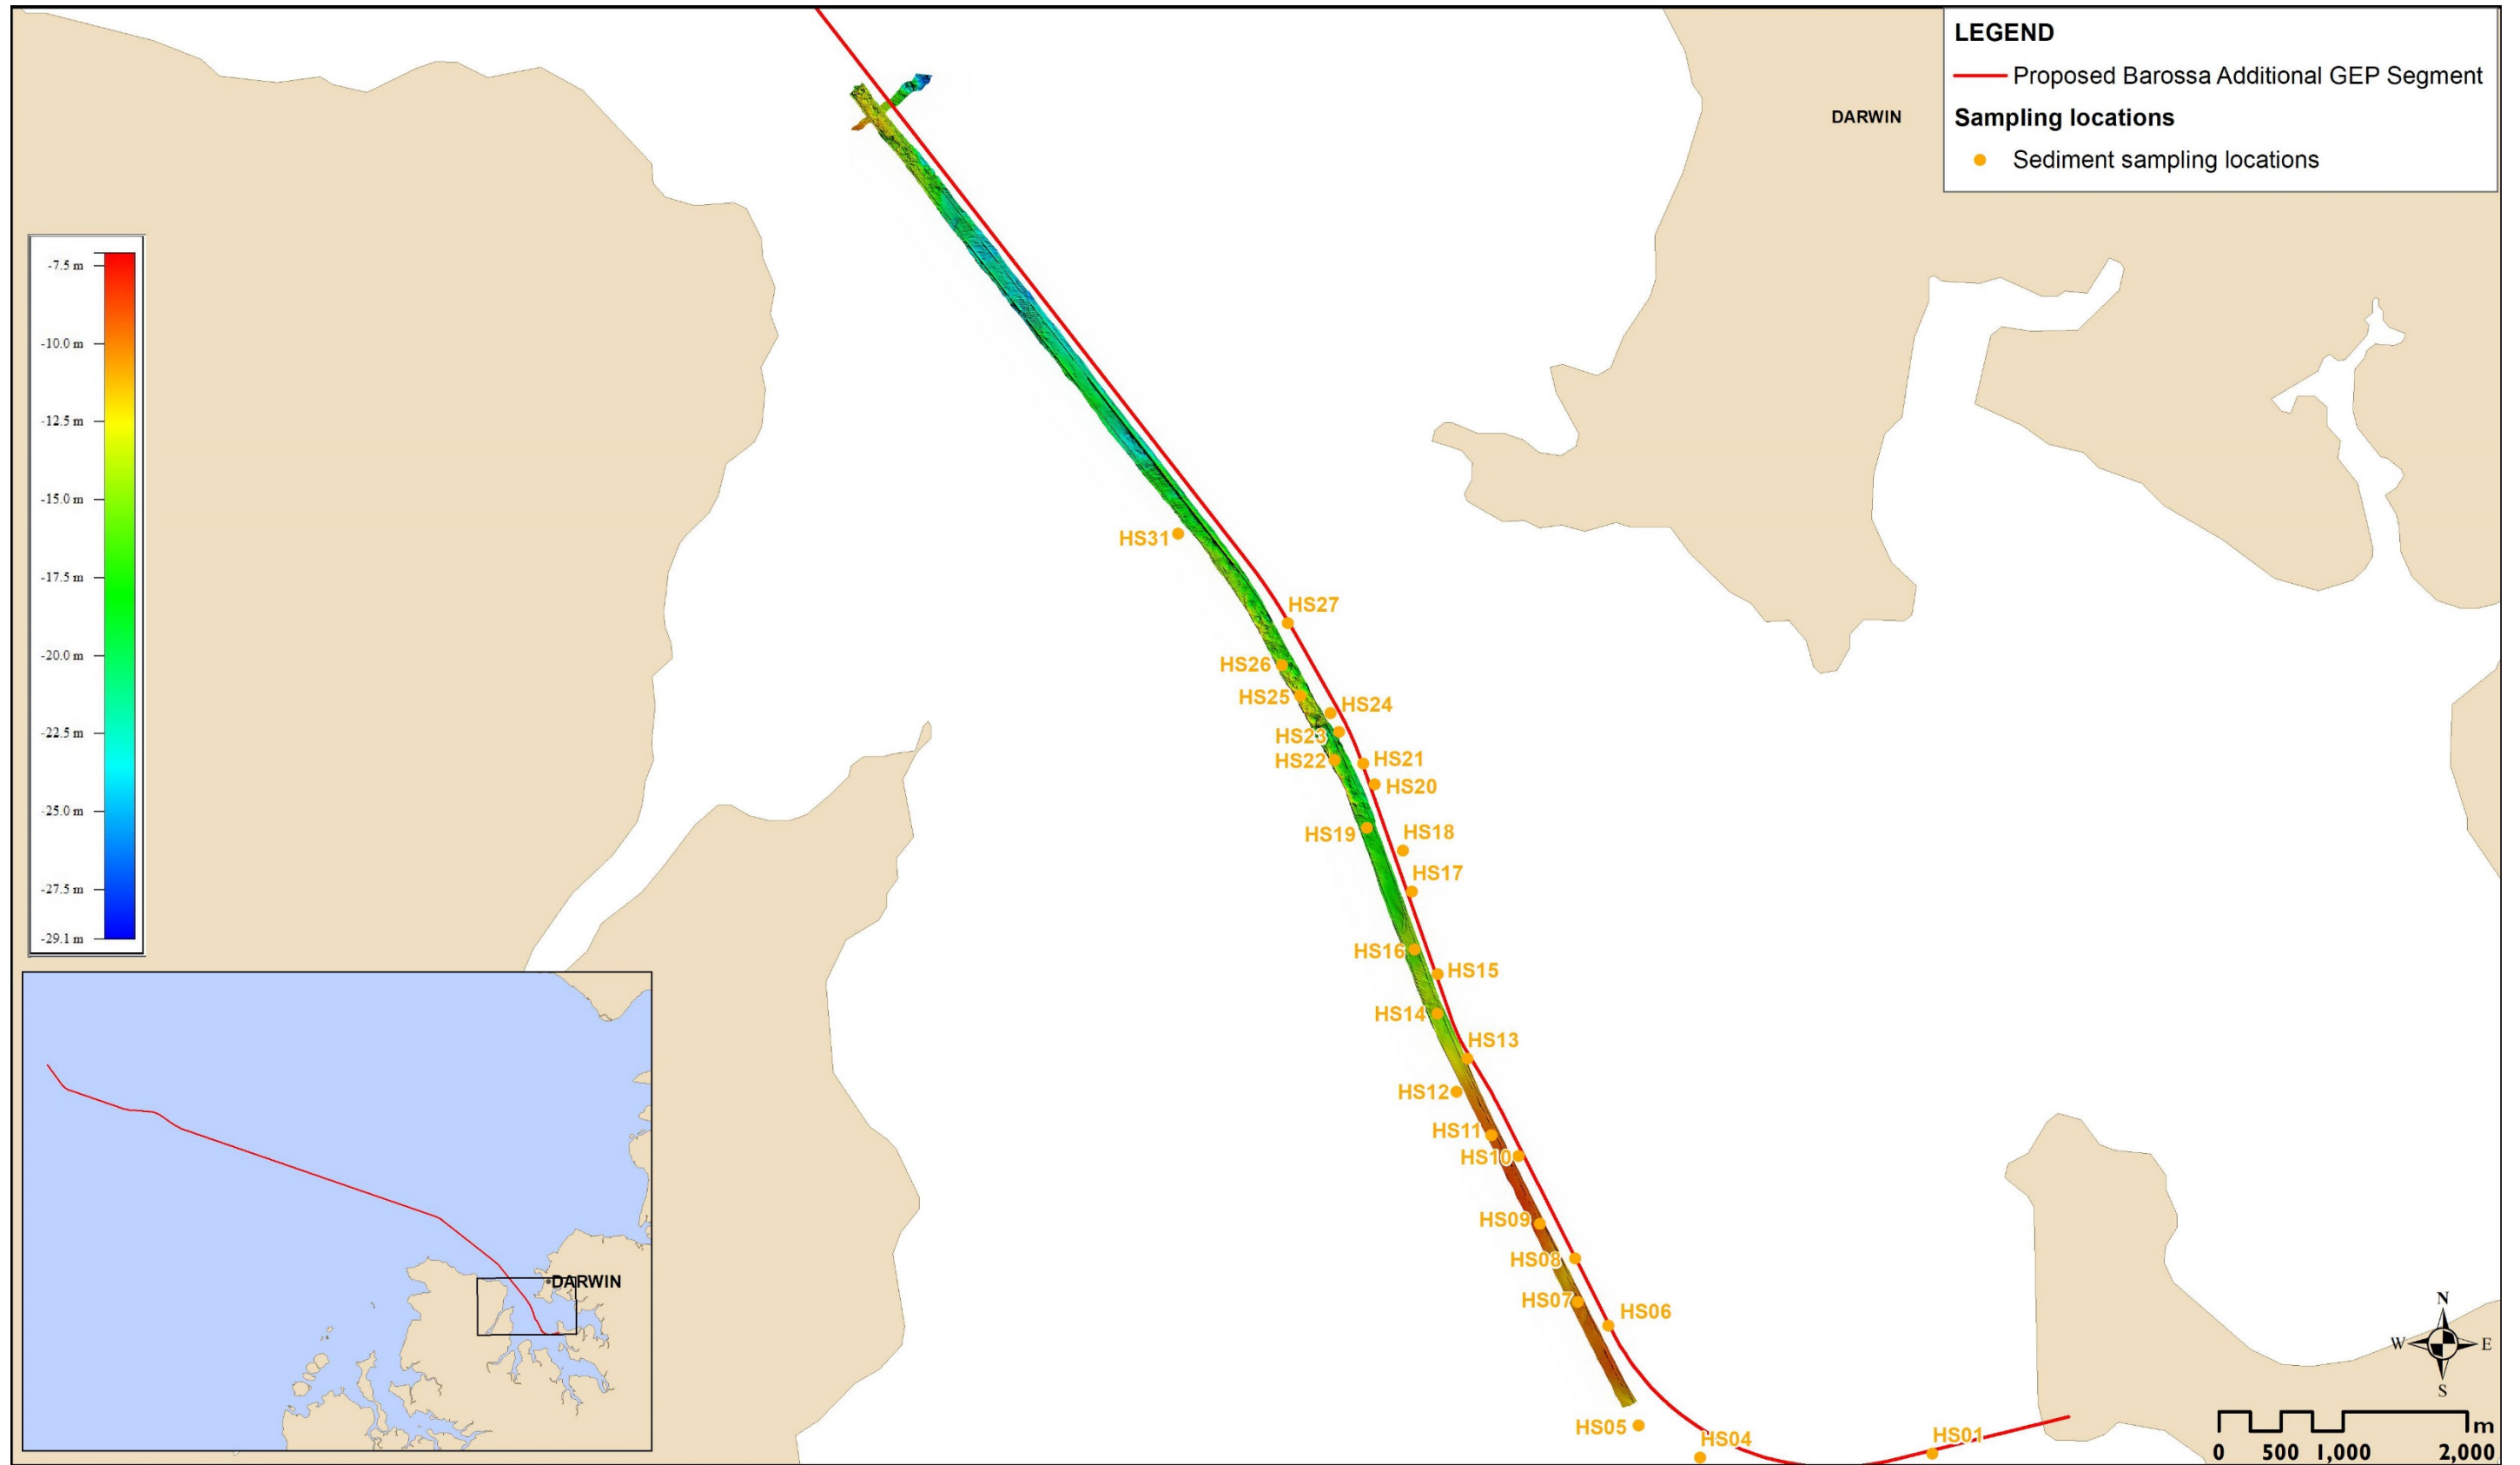 LEGEND
Proposed Barossa Additional GEP Segment
Sampling locations
Sediment sampling locations
DARWIN
-7.5 m
-10.0 m
-12.5 m
-15.0 m
-17.5 m
-20.0 m
-22.5 m
-25.0 m
-27.5 m
-29.1 m
HS31
HS27
HS26
HS25
HS24
HS23
HS22
HS21
HS20
HS19
HS18
HS17
HS16
HS15
HS14
HS13
HS12
HS11
HS10
HS09
HS08
HS07
HS06
HS05
HS04
HS01
DARWIN
N
W E
S
m
0 500 1,000 2,000